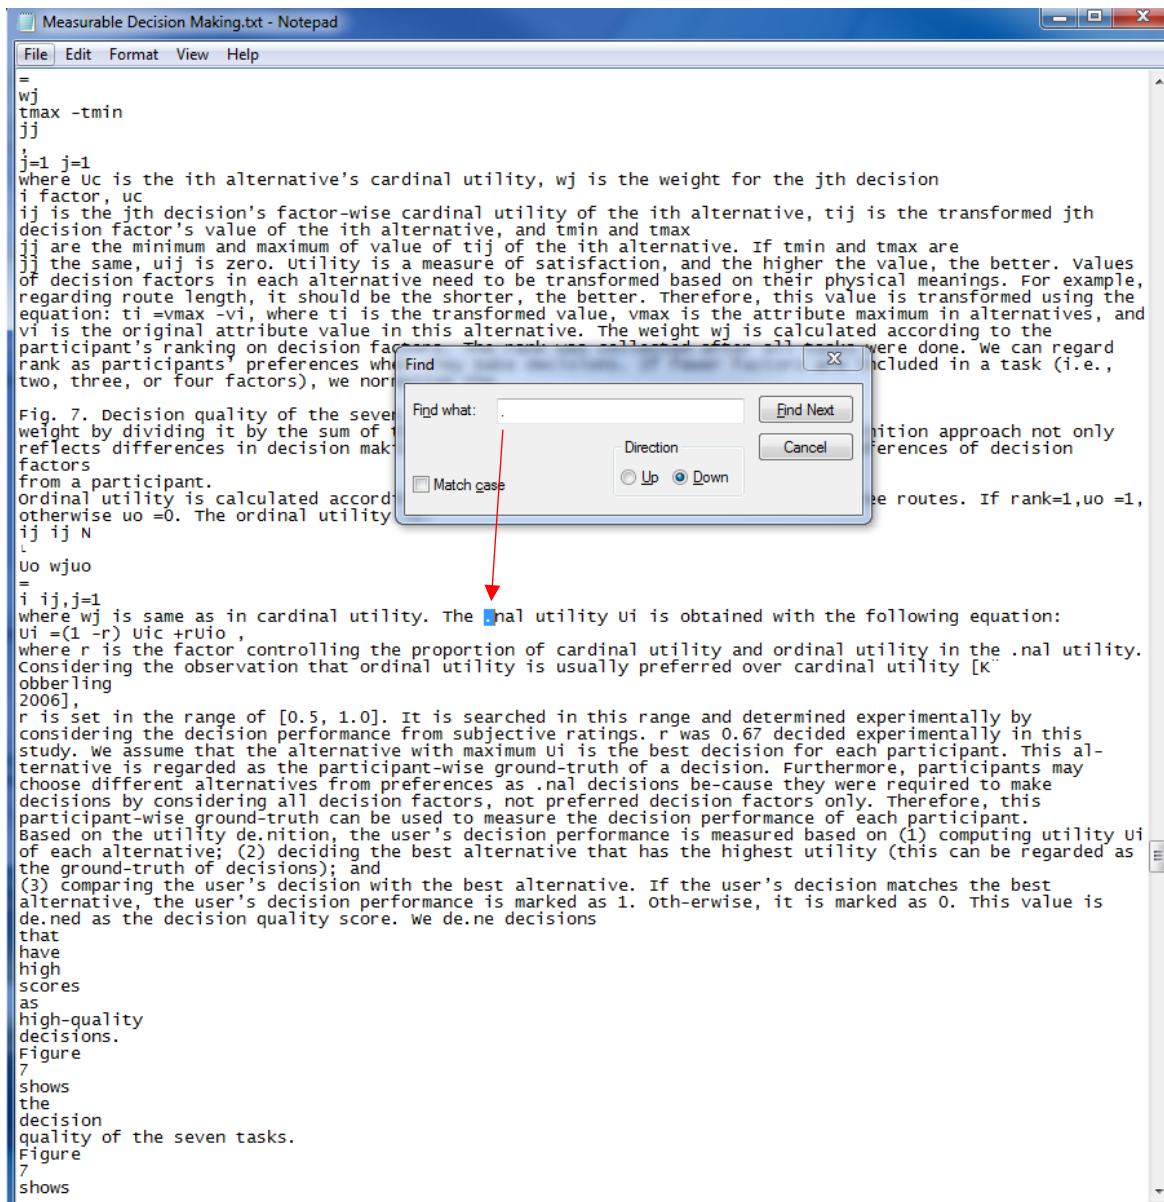 Measurable Decision Making.txt - Notepad
File Edit Format View Help
=
wj
tmax -tmin
jj
,
j=1 j=1
where Uc is the ith alternative's cardinal utility, wj is the weight for the jth decision
i factor, uc
ij is the jth decision's factor-wise cardinal utility of the ith alternative, tij is the transformed jth
decision factor's value of the ith alternative, and tmin and tmax
jj are the minimum and maximum of value of tij of the ith alternative. If tmin and tmax are
jj the same, uij is zero. Utility is a measure of satisfaction, and the higher the value, the better. Values
of decision factors in each alternative need to be transformed based on their physical meanings. For example,
regarding route length, it should be the shorter, the better. Therefore, this value is transformed using the
equation: ti =vmax -vi, where ti is the transformed value, vmax is the attribute maximum in alternatives, and
vi is the original attribute value in this alternative. The weight wj is calculated according to the
participant's ranking on decision factors. The rank was collected after all tasks were done. We can regard
rank as participants' preferences when they make decisions. If fewer factors are included in a task (i.e.,
two, three, or four factors), we nor
Fig. 7. Decision quality of the seve
weight by dividing it by the sum of nition approach not only
reflects differences in decision mak ferences of decision
factors
from a participant.
Ordinal utility is calculated accord ee routes. If rank=1,uo =1,
otherwise uo =0. The ordinal utility
ij ij N
L
Uo wjuo
=
i ij,j=1
where wj is same as in cardinal utility. The .nal utility Ui is obtained with the following equation:
Ui =(1 -r) Uic +rUio ,
where r is the factor controlling the proportion of cardinal utility and ordinal utility in the .nal utility.
Considering the observation that ordinal utility is usually preferred over cardinal utility [K¨
obberling
2006],
r is set in the range of [0.5, 1.0]. It is searched in this range and determined experimentally by
considering the decision performance from subjective ratings. r was 0.67 decided experimentally in this
study. We assume that the alternative with maximum Ui is the best decision for each participant. This al-
ternative is regarded as the participant-wise ground-truth of a decision. Furthermore, participants may
choose different alternatives from preferences as .nal decisions be-cause they were required to make
decisions by considering all decision factors, not preferred decision factors only. Therefore, this
participant-wise ground-truth can be used to measure the decision performance of each participant.
Based on the utility de.nition, the user's decision performance is measured based on (1) computing utility Ui
of each alternative; (2) deciding the best alternative that has the highest utility (this can be regarded as
the ground-truth of decisions); and
(3) comparing the user's decision with the best alternative. If the user's decision matches the best
alternative, the user's decision performance is marked as 1. Oth-erwise, it is marked as 0. This value is
de.ned as the decision quality score. We de.ne decisions
that
have
high
scores
as
high-quality
decisions.
Figure
7
shows
the
decision
quality of the seven tasks.
Figure
7
shows
Find
Find what: .
Find Next
Direction
Cancel
Match case
Up Down